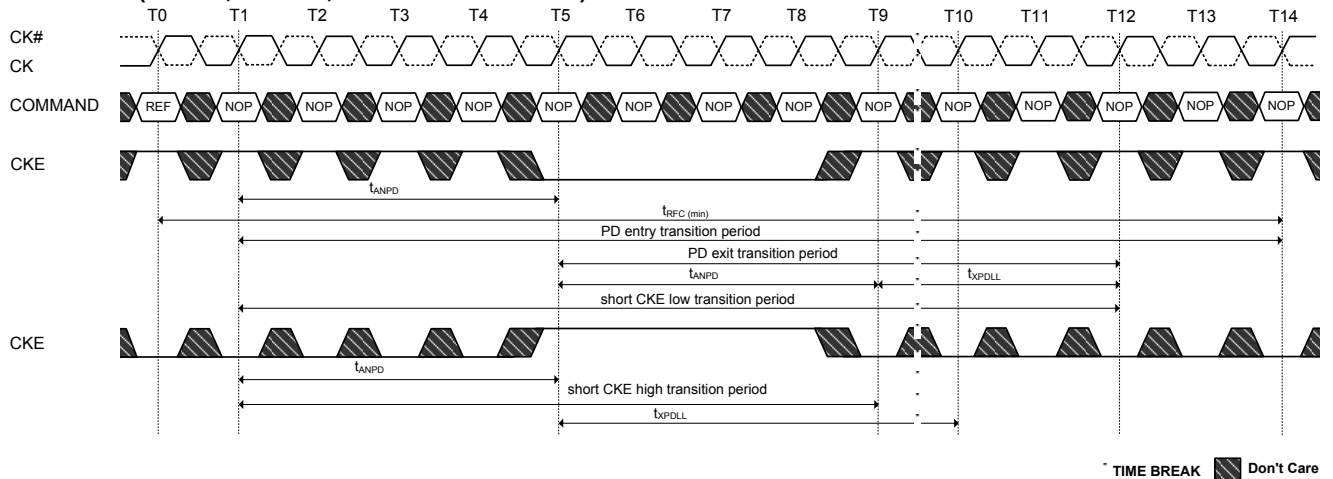 T0 T1 T2 T3 T4 T5 T6 T7 T8 T9 T10 T11 T12 T13 T14
CK#
CK
COMMAND REF NOP NOP NOP NOP NOP NOP NOP NOP NOP NOP NOP NOP NOP NOP
CKE
tANPD
tRFC (min)
PD entry transition period
PD exit transition period
tANPD tXPDLL
short CKE low transition period
CKE
tANPD
short CKE high transition period
tXPDLL
TIME BREAK Don't Care